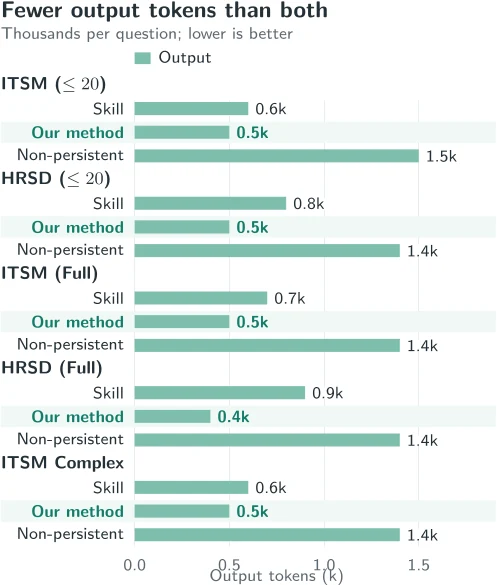 Fewer output tokens than both
Thousands per question; lower is better
Output
ITSM (≤ 20)
Skill 0.6k
Our method 0.5k
Non-persistent 1.5k
HRSD (≤ 20)
Skill 0.8k
Our method 0.5k
Non-persistent 1.4k
ITSM (Full)
Skill 0.7k
Our method 0.5k
Non-persistent 1.4k
HRSD (Full)
Skill 0.9k
Our method 0.4k
Non-persistent 1.4k
ITSM Complex
Skill 0.6k
Our method 0.5k
Non-persistent 1.4k
0.0 0.5 1.0 1.5
Output tokens (k)